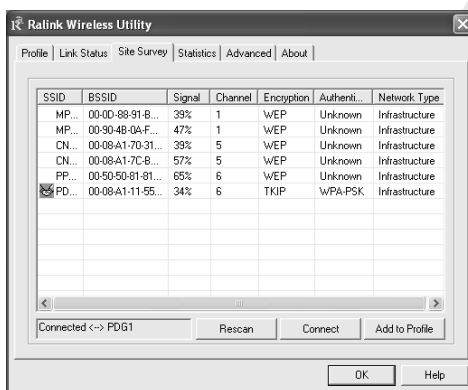 Ralink Wireless Utility
Profile Link Status Site Survey Statistics Advanced About
SSID BSSID Signal Channel Encryption Authenti... Network Type
MP... 00-0D-88-91-B... 39% 1 WEP Unknown Infrastructure
MP... 00-90-4B-0A-F... 47% 1 WEP Unknown Infrastructure
CN... 00-08-A1-70-31... 39% 5 WEP Unknown Infrastructure
CN... 00-08-A1-7C-B... 57% 5 WEP Unknown Infrastructure
PP... 00-50-50-81-81... 65% 6 WEP Unknown Infrastructure
PD... 00-08-A1-11-55... 34% 6 TKIP WPA-PSK Infrastructure
Connected <--> PDG1 Rescan Connect Add to Profile
OK Help